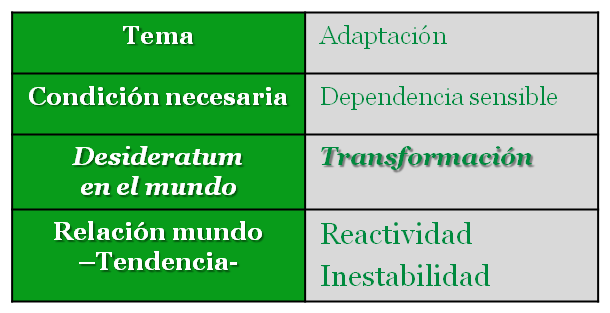 Tema
Adaptación
Condición necesaria
Dependencia sensible
Desideratum
en el mundo
Transformación
Relación mundo
–Tendencia-
Reactividad
Inestabilidad